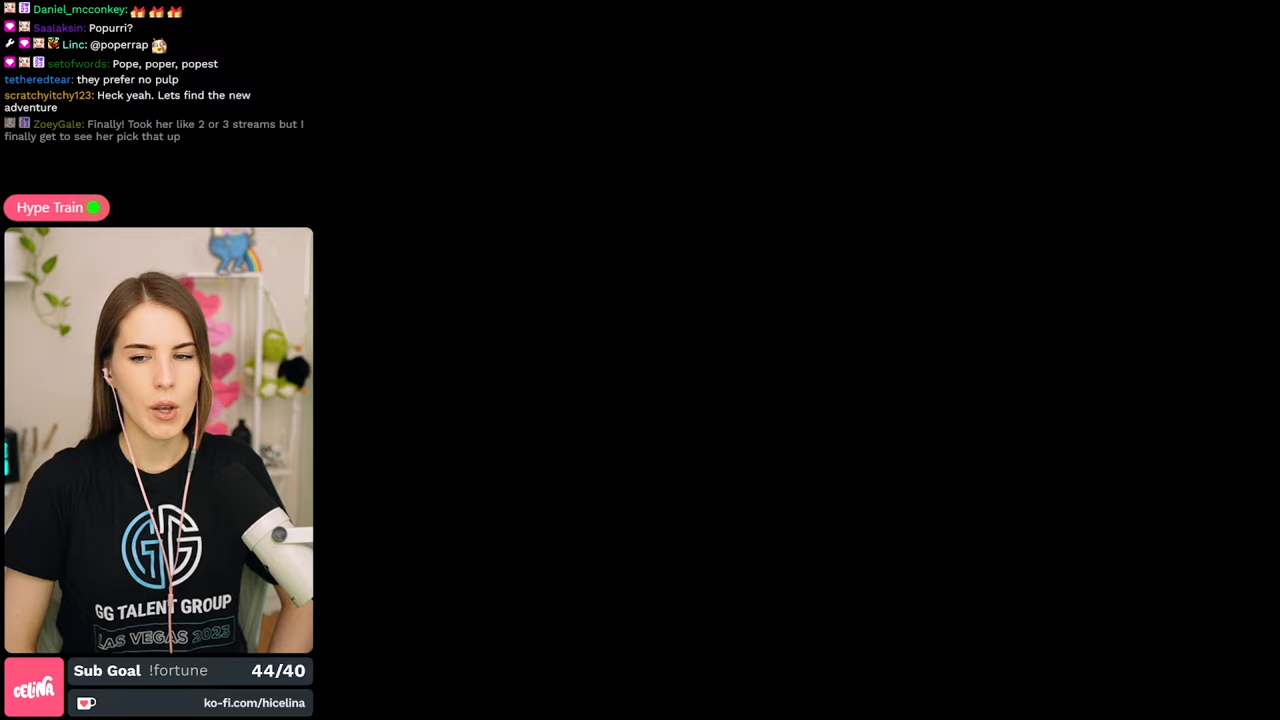 Daniel_mcconkey:
Saalaksin: Popurri?
Linc: @poperrap
setofwords: Pope, poper, popest
tetheredtear: they prefer no pulp
scratchyitchy123: Heck yeah. Lets find the new
adventure
ZoeyGale: Finally! Took her like 2 or 3 streams but I
finally get to see her pick that up
Hype Train
GG
GG TALENT GROUP
LAS VEGAS 2023
CELINA
Sub Goal !fortune 44/40
ko-fi.com/hicelina